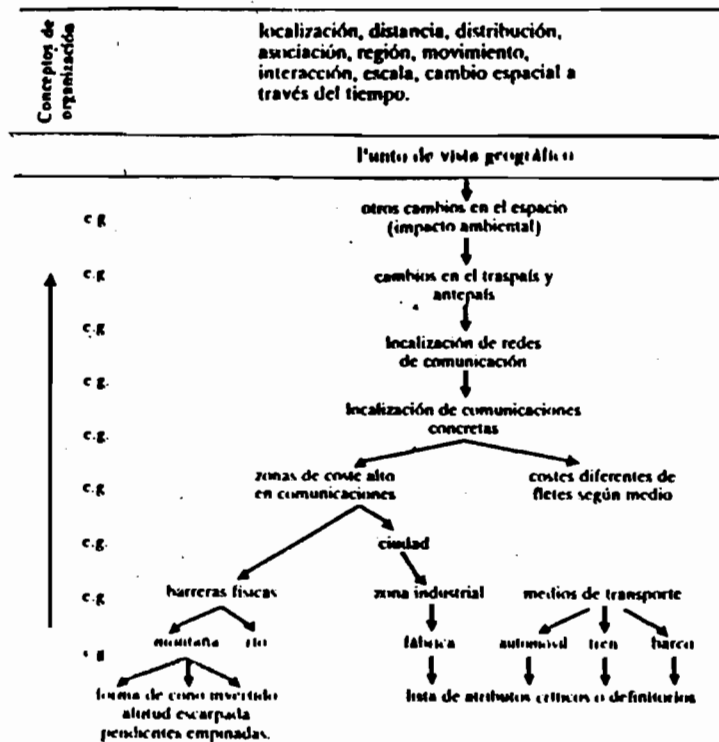 Conceptos de
organización
localización, distancia, distribución,
asociación, región, movimiento,
interacción, escala, cambio espacial a
través del tiempo.
Punto de vista geográfico
e.g
otros cambios en el espacio
(impacto ambiental)
e.g
cambios en el traspaís y
antepaís
e.g
localización de redes
de comunicación
e.g.
localización de comunicaciones
concretas
e.g.
zonas de coste alto
en comunicaciones
costes diferentes de
fletes según medio
e.g
ciudad
e.g.
barreras físicas
zona industrial
medios de transporte
e.g
montaña
río
fábrica
automóvil
tren
barco
e.g
forma de cono invertido
altitud escarpada
pendientes empinadas.
lista de atributos críticos o definitorios